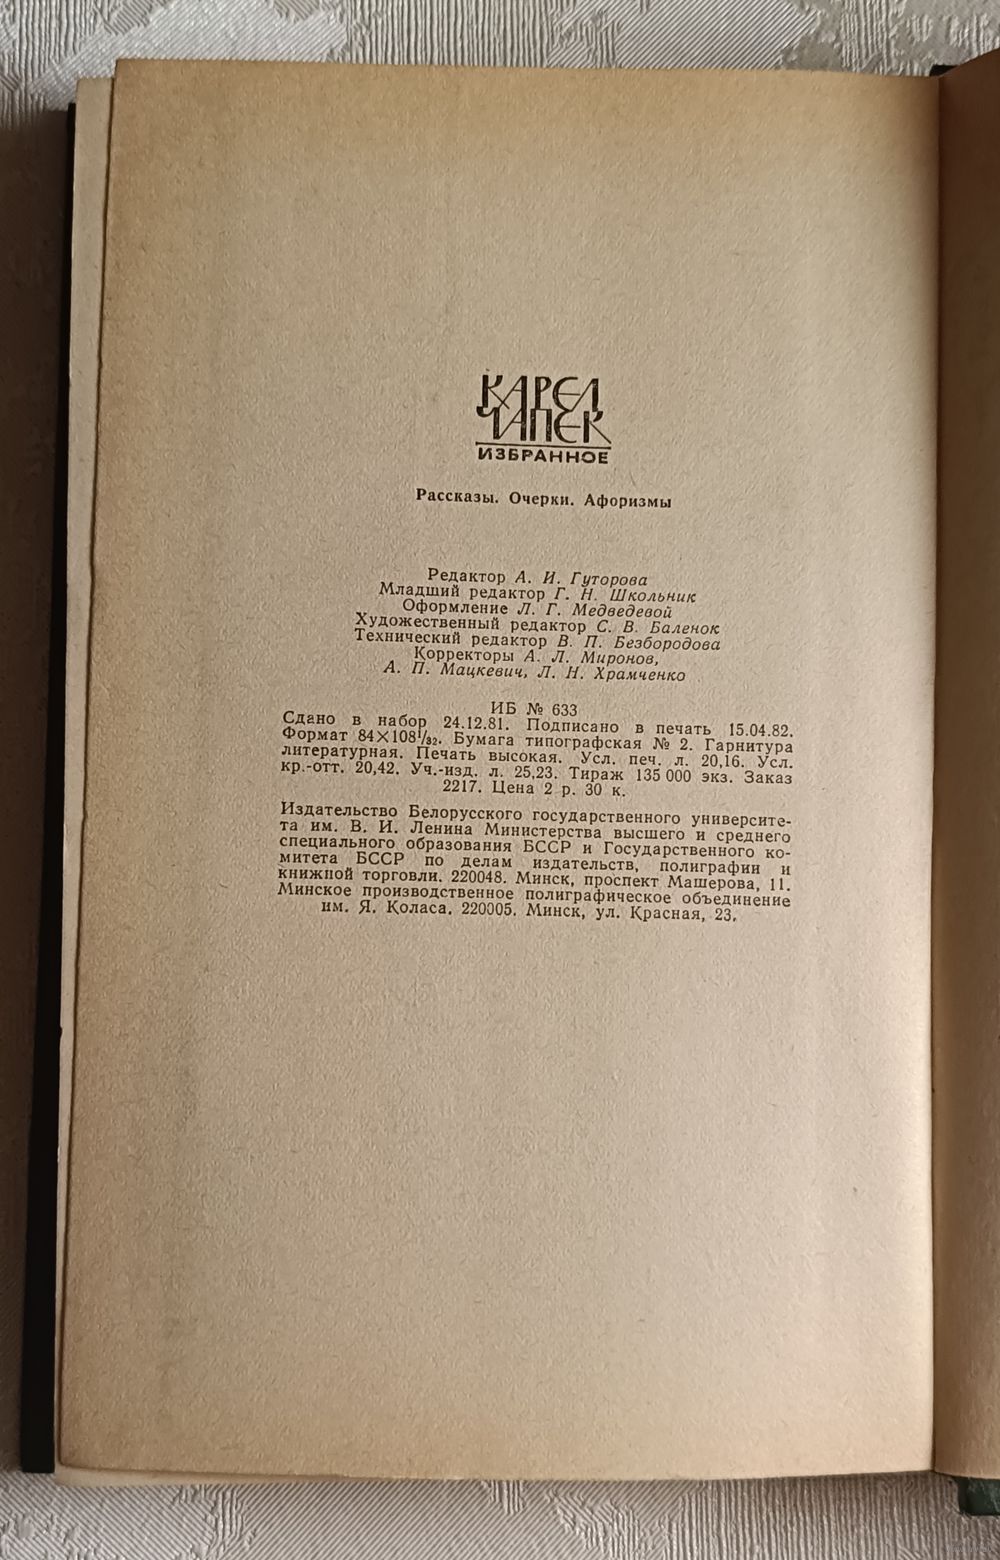 КАРЕЛ
ЧАПЕК
ИЗБРАННОЕ
Рассказы. Очерки. Афоризмы
Редактор А. И. Гуторова
Младший редактор Г. Н. Школьник
Оформление Л. Г. Медведевой
Художественный редактор С. В. Баленок
Технический редактор В. П. Безбородова
Корректоры А. Л. Миронов,
А. П. Мацкевич, Л. Н. Храмченко
ИБ № 633
Сдано в набор 24.12.81. Подписано в печать 15.04.82.
Формат 84×108¹/₃₂. Бумага типографская № 2. Гарнитура
литературная. Печать высокая. Усл. печ. л. 20,16. Усл.
кр.-отт. 20,42. Уч.-изд. л. 25,23. Тираж 135 000 экз. Заказ
2217. Цена 2 р. 30 к.
Издательство Белорусского государственного университе-
та им. В. И. Ленина Министерства высшего и среднего
специального образования БССР и Государственного ко-
митета БССР по делам издательств, полиграфии и
книжной торговли. 220048. Минск, проспект Машерова, 11.
Минское производственное полиграфическое объединение
им. Я. Коласа. 220005. Минск, ул. Красная, 23.